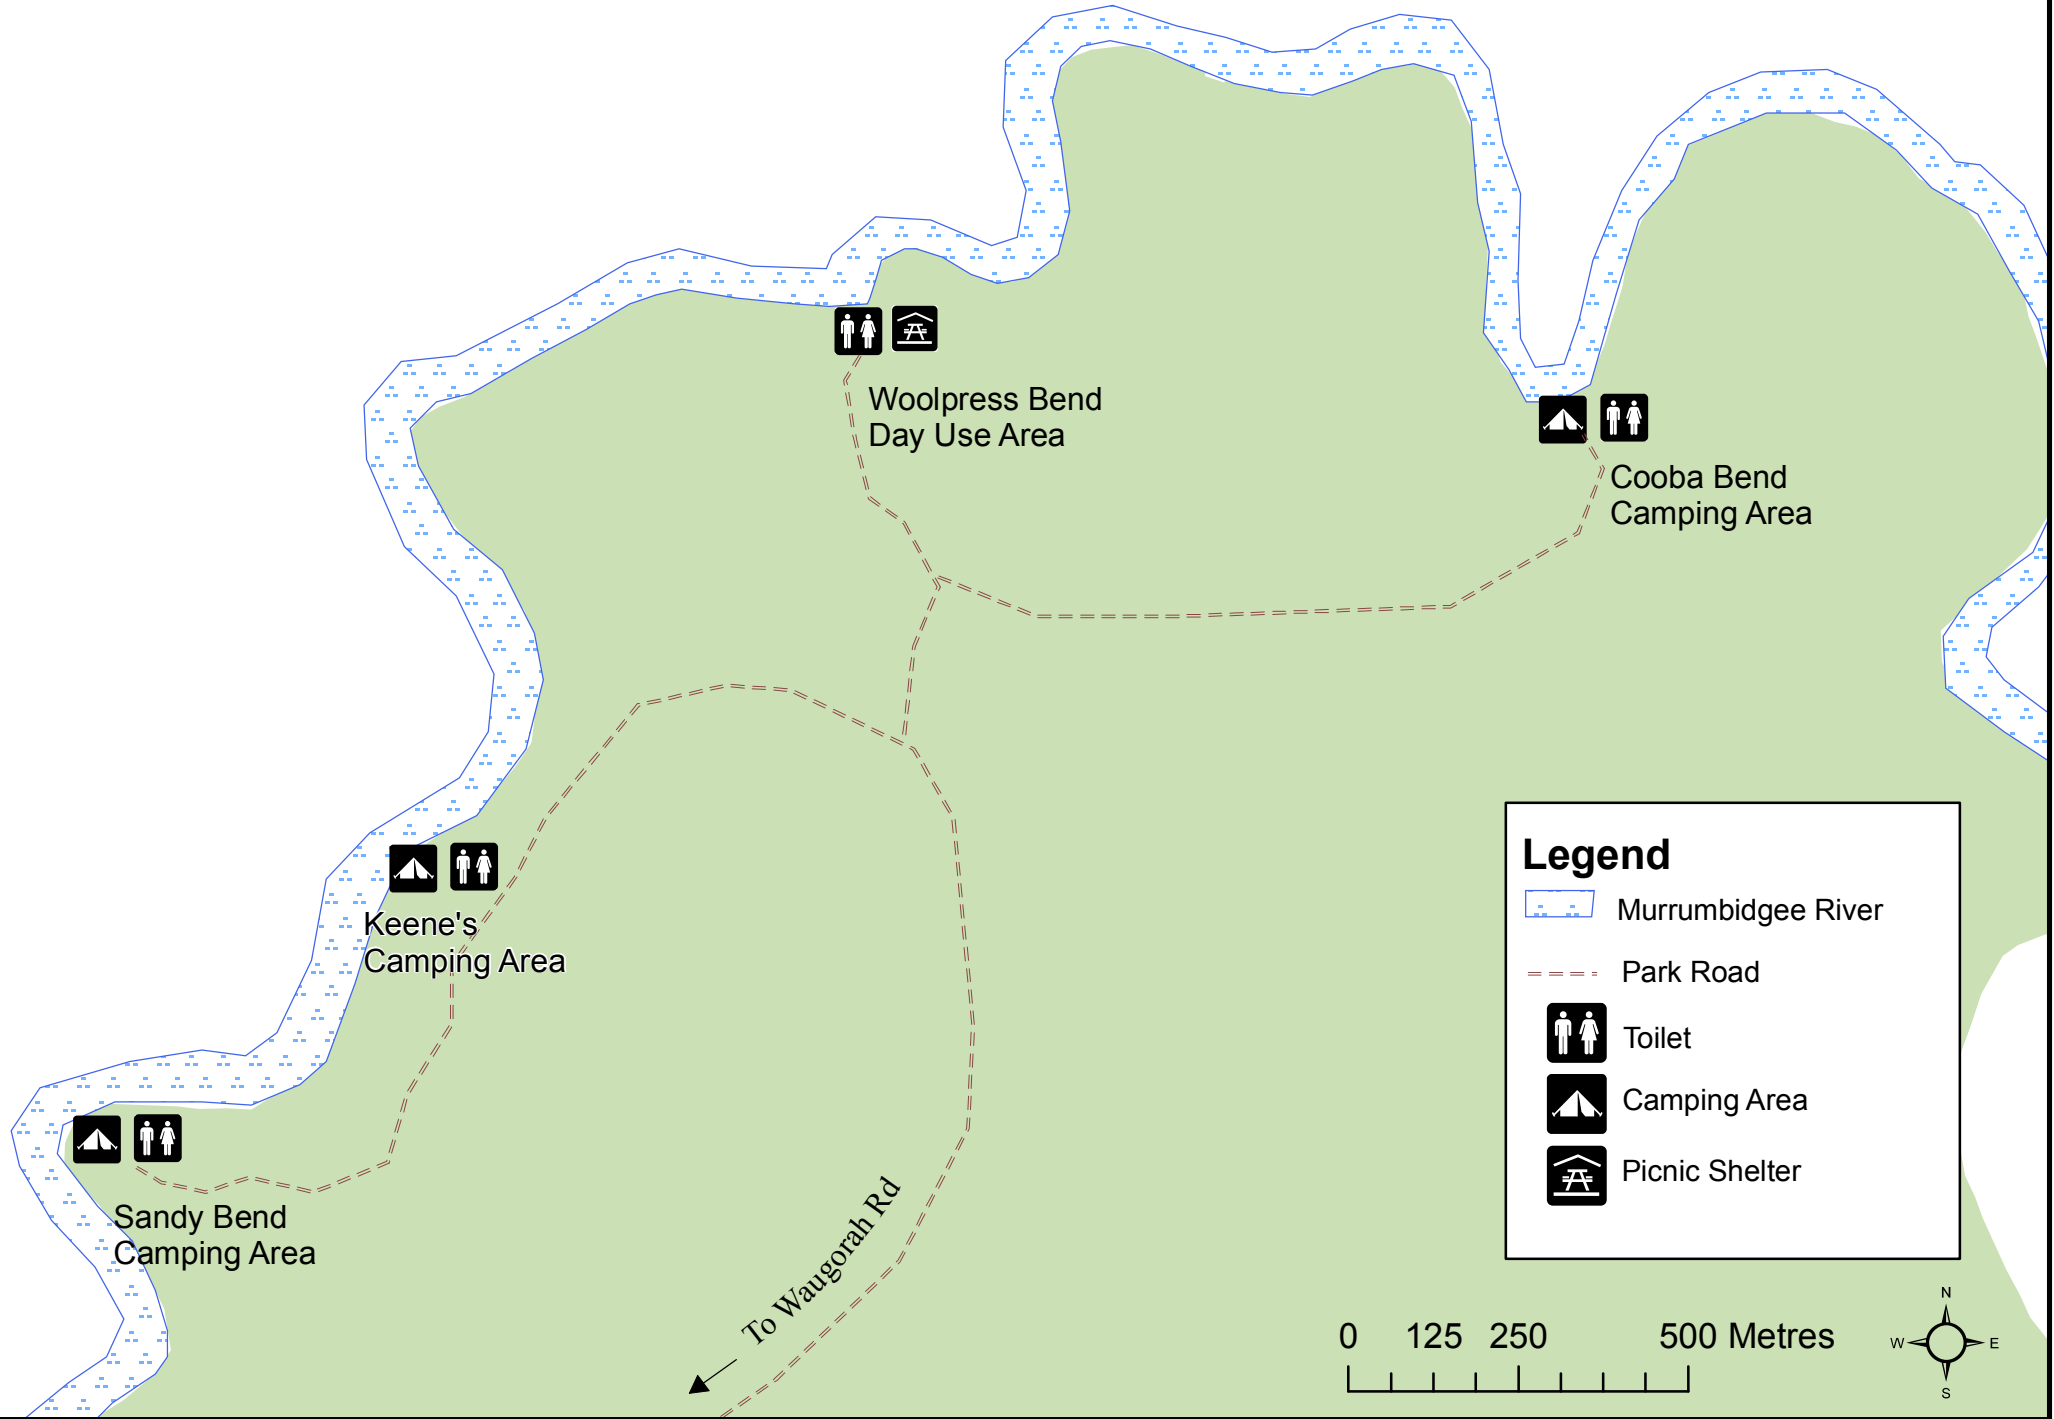 Woolpress Bend
Day Use Area
Cooba Bend
Camping Area
Keene's
Camping Area
Sandy Bend
Camping Area
To Waugorah Rd
Legend
Murrumbidgee River
Park Road
Toilet
Camping Area
Picnic Shelter
0 125 250 500 Metres
N
W E
S